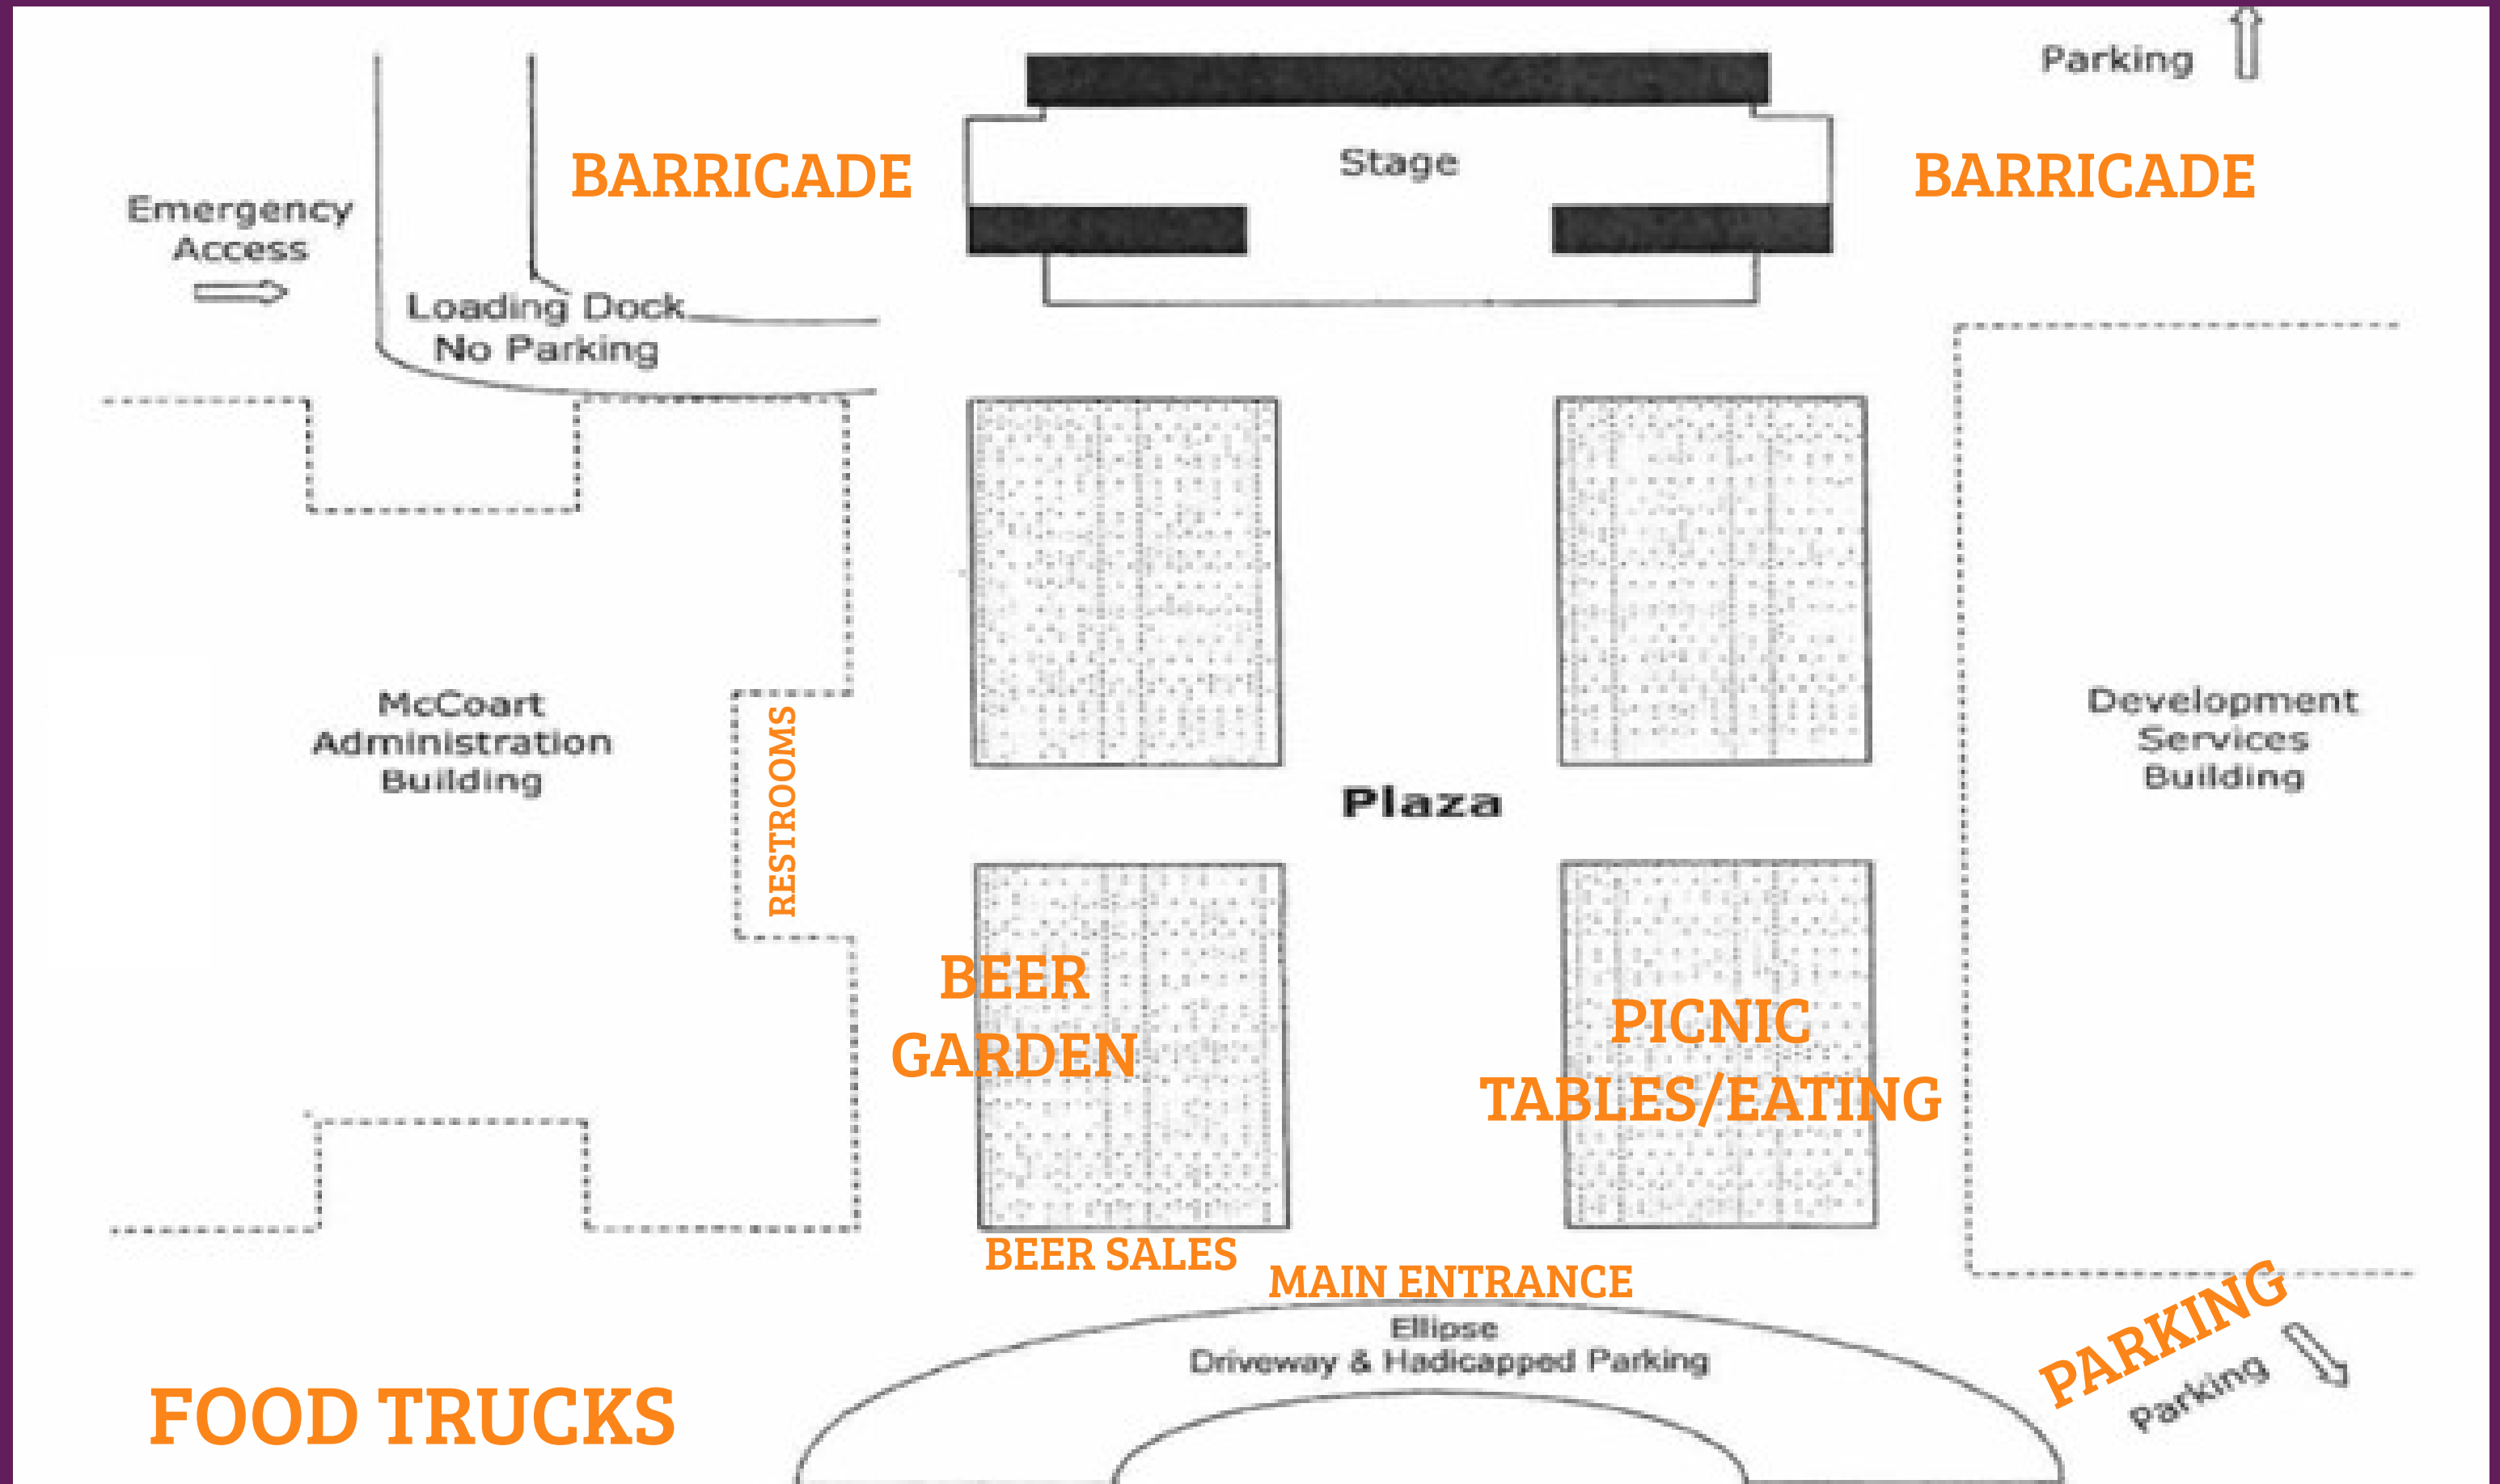 Parking
BARRICADE
Stage
BARRICADE
Emergency
Access
Loading Dock
No Parking
McCoart
Administration
Building
RESTROOMS
Plaza
Development
Services
Building
BEER
GARDEN
PICNIC
TABLES/EATING
BEER SALES
MAIN ENTRANCE
Ellipse
Driveway & Hadicapped Parking
PARKING
Parking
FOOD TRUCKS